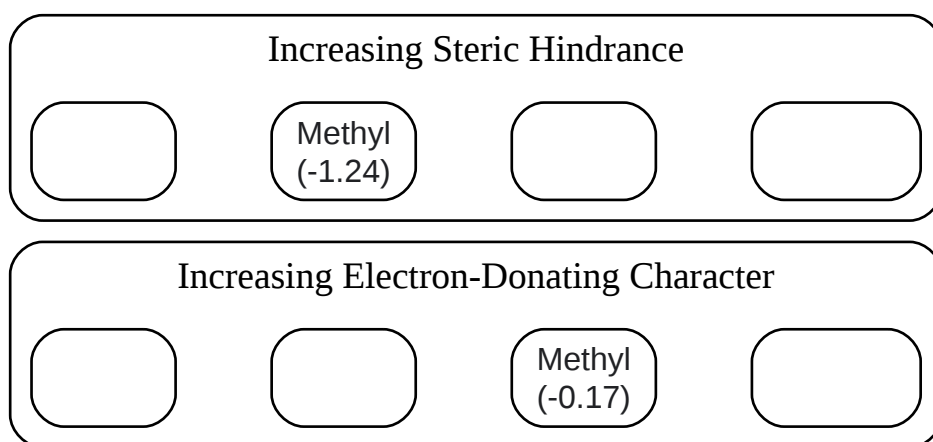 Increasing Steric Hindrance
Methyl
(-1.24)
Increasing Electron-Donating Character
Methyl
(-0.17)